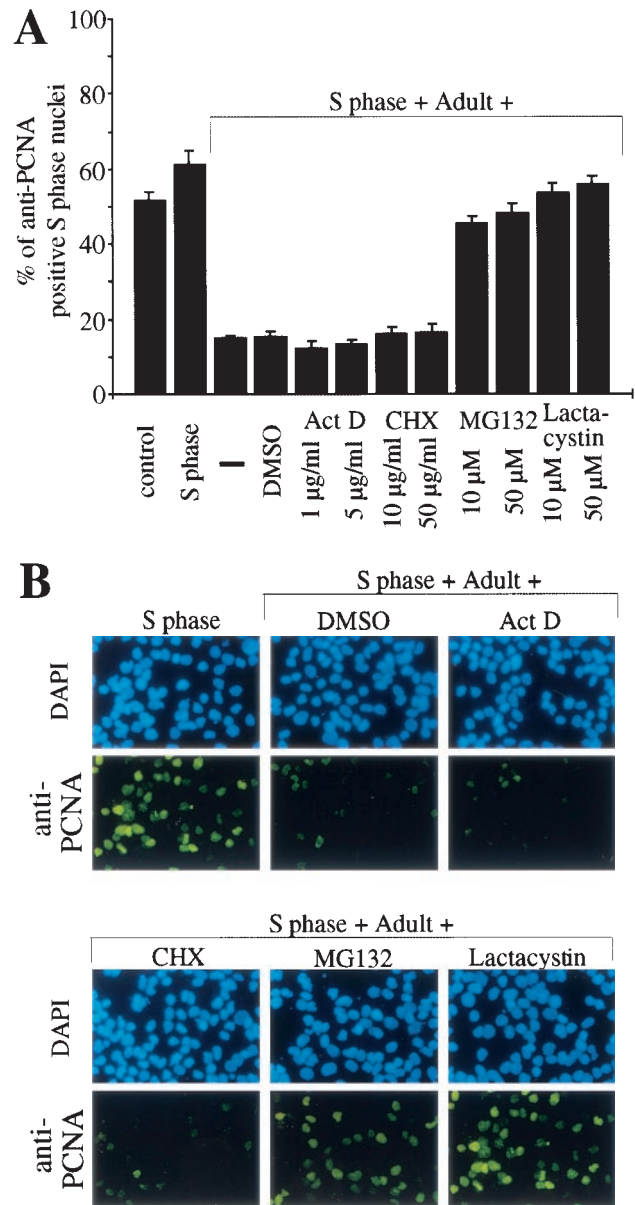 A
100
80
60
40
20
0
% of anti-PCNA
positive S phase nuclei
S phase + Adult +
control
S phase
–
DMSO
Act D
1 µg/ml
5 µg/ml
CHX
10 µg/ml
50 µg/ml
MG132
10 µM
50 µM
Lacta-
cystin
10 µM
50 µM
B
S phase + Adult +
S phase
DMSO
Act D
DAPI
anti-
PCNA
S phase + Adult +
CHX
MG132
Lactacystin
DAPI
anti-
PCNA